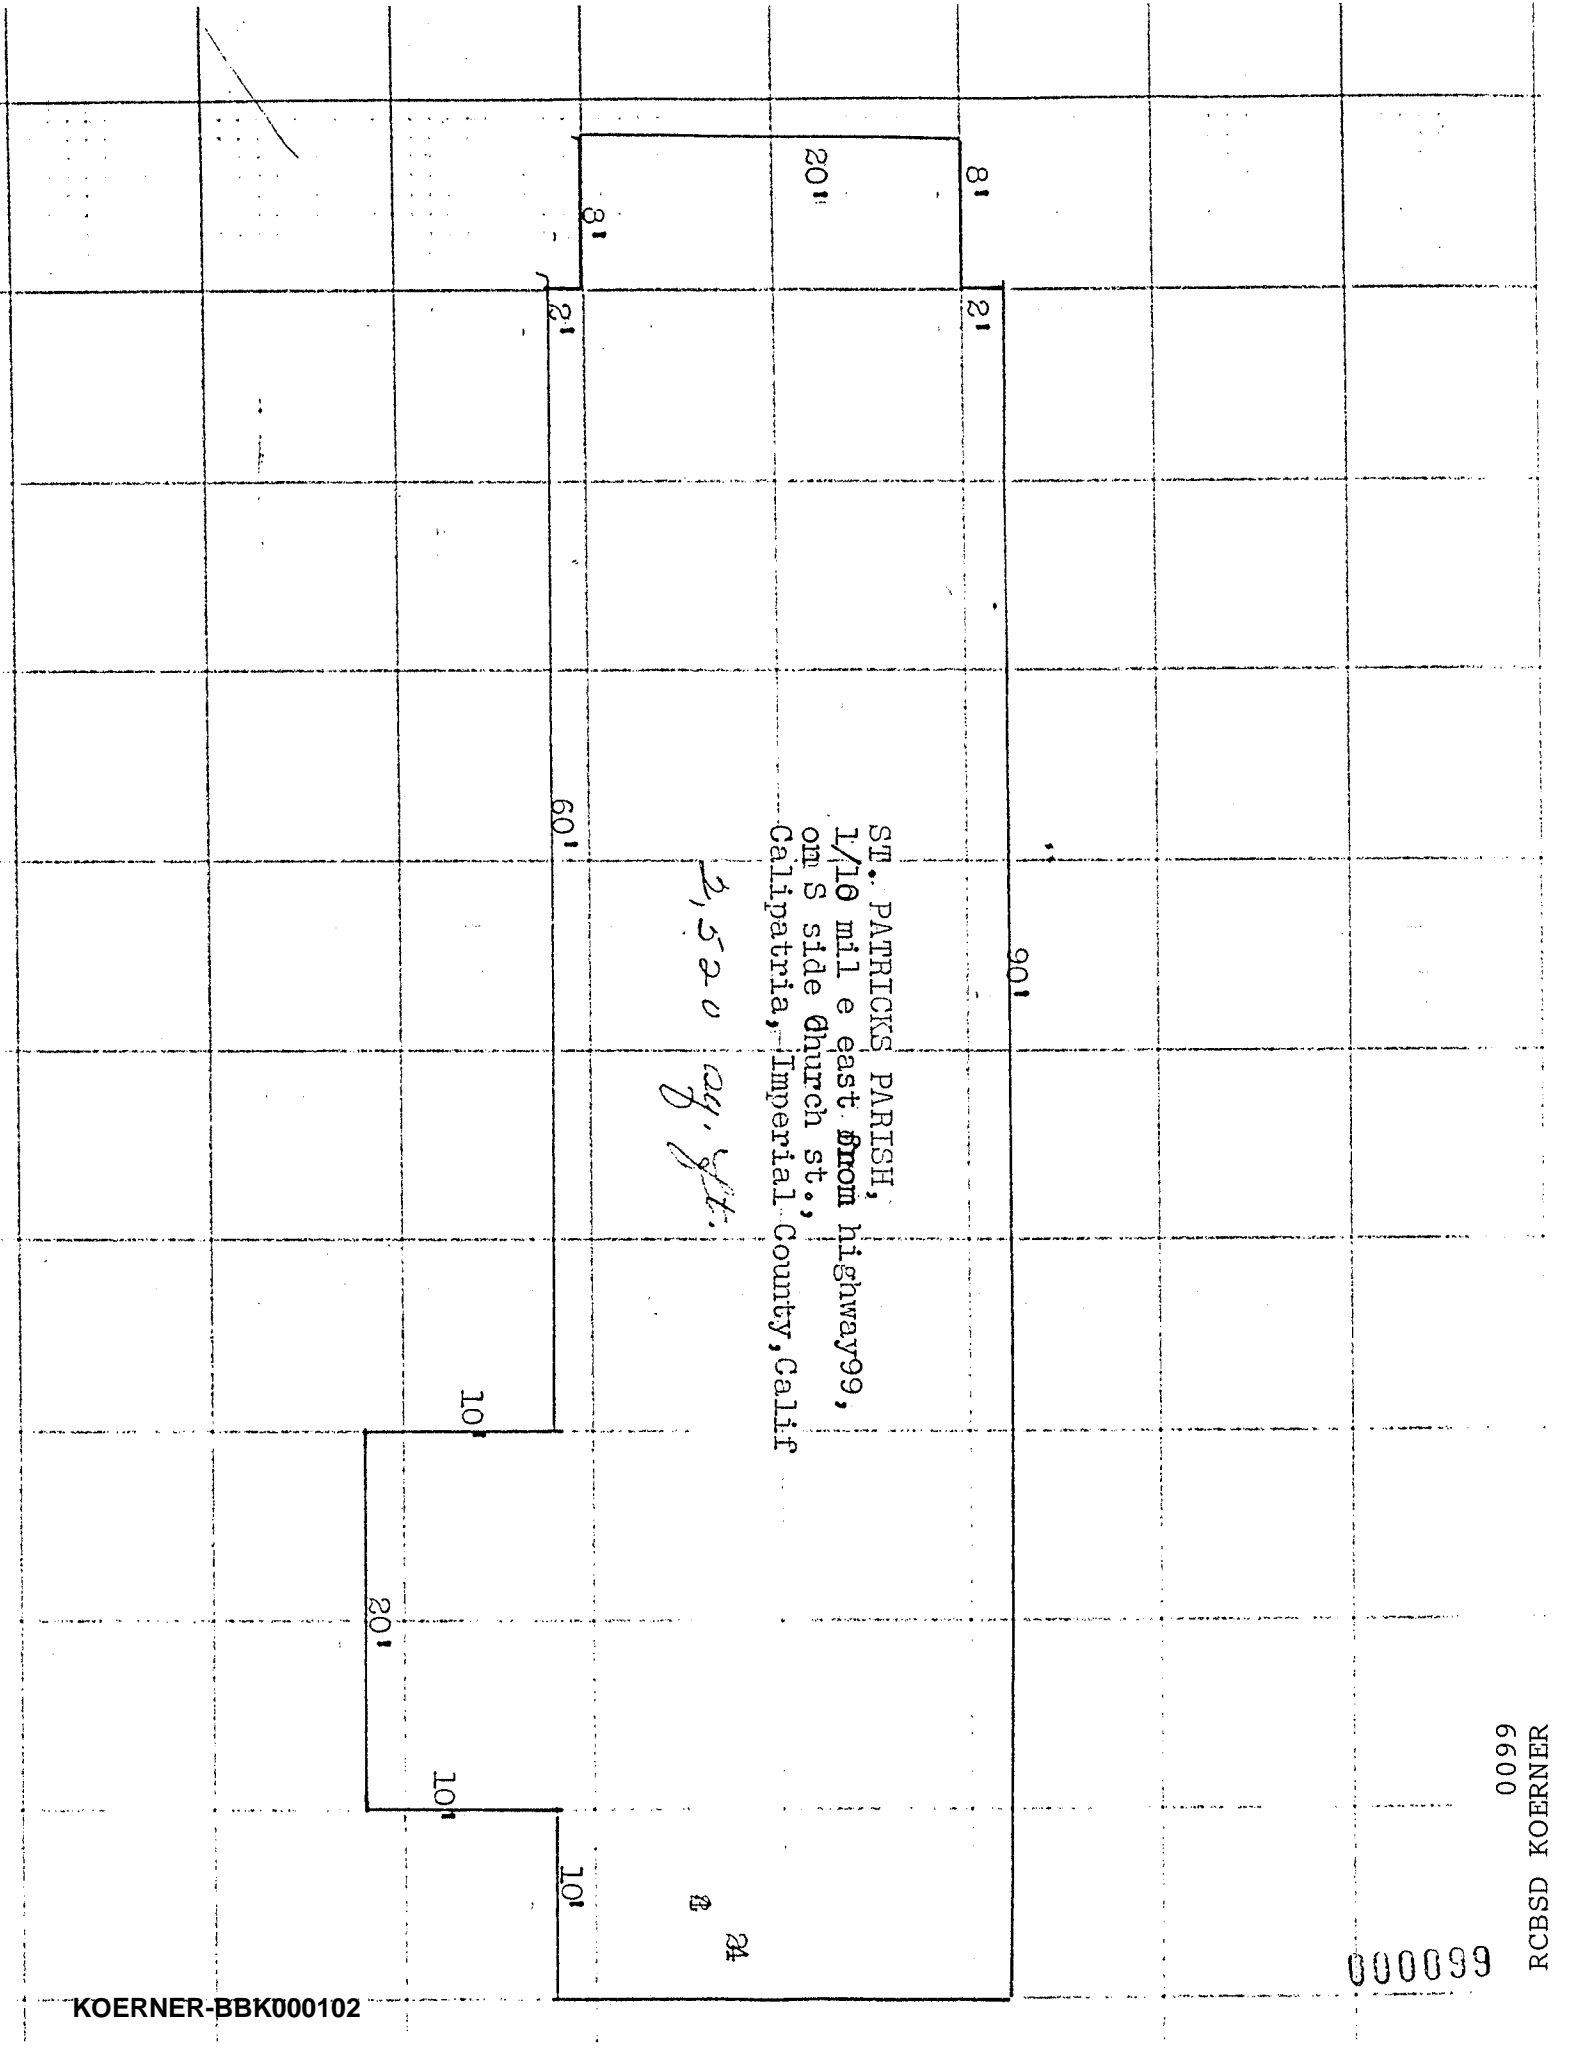 20'
8'
8'
2'
2'
60'
90'
ST. PATRICKS PARISH,
1/10 mil e east from highway99,
on S side Church st.,
Calipatria, Imperial County,Calif
2,520 sq. ft.
10'
20'
10'
10'
24
0099
RCBSD KOERNER
000099
KOERNER-BBK000102